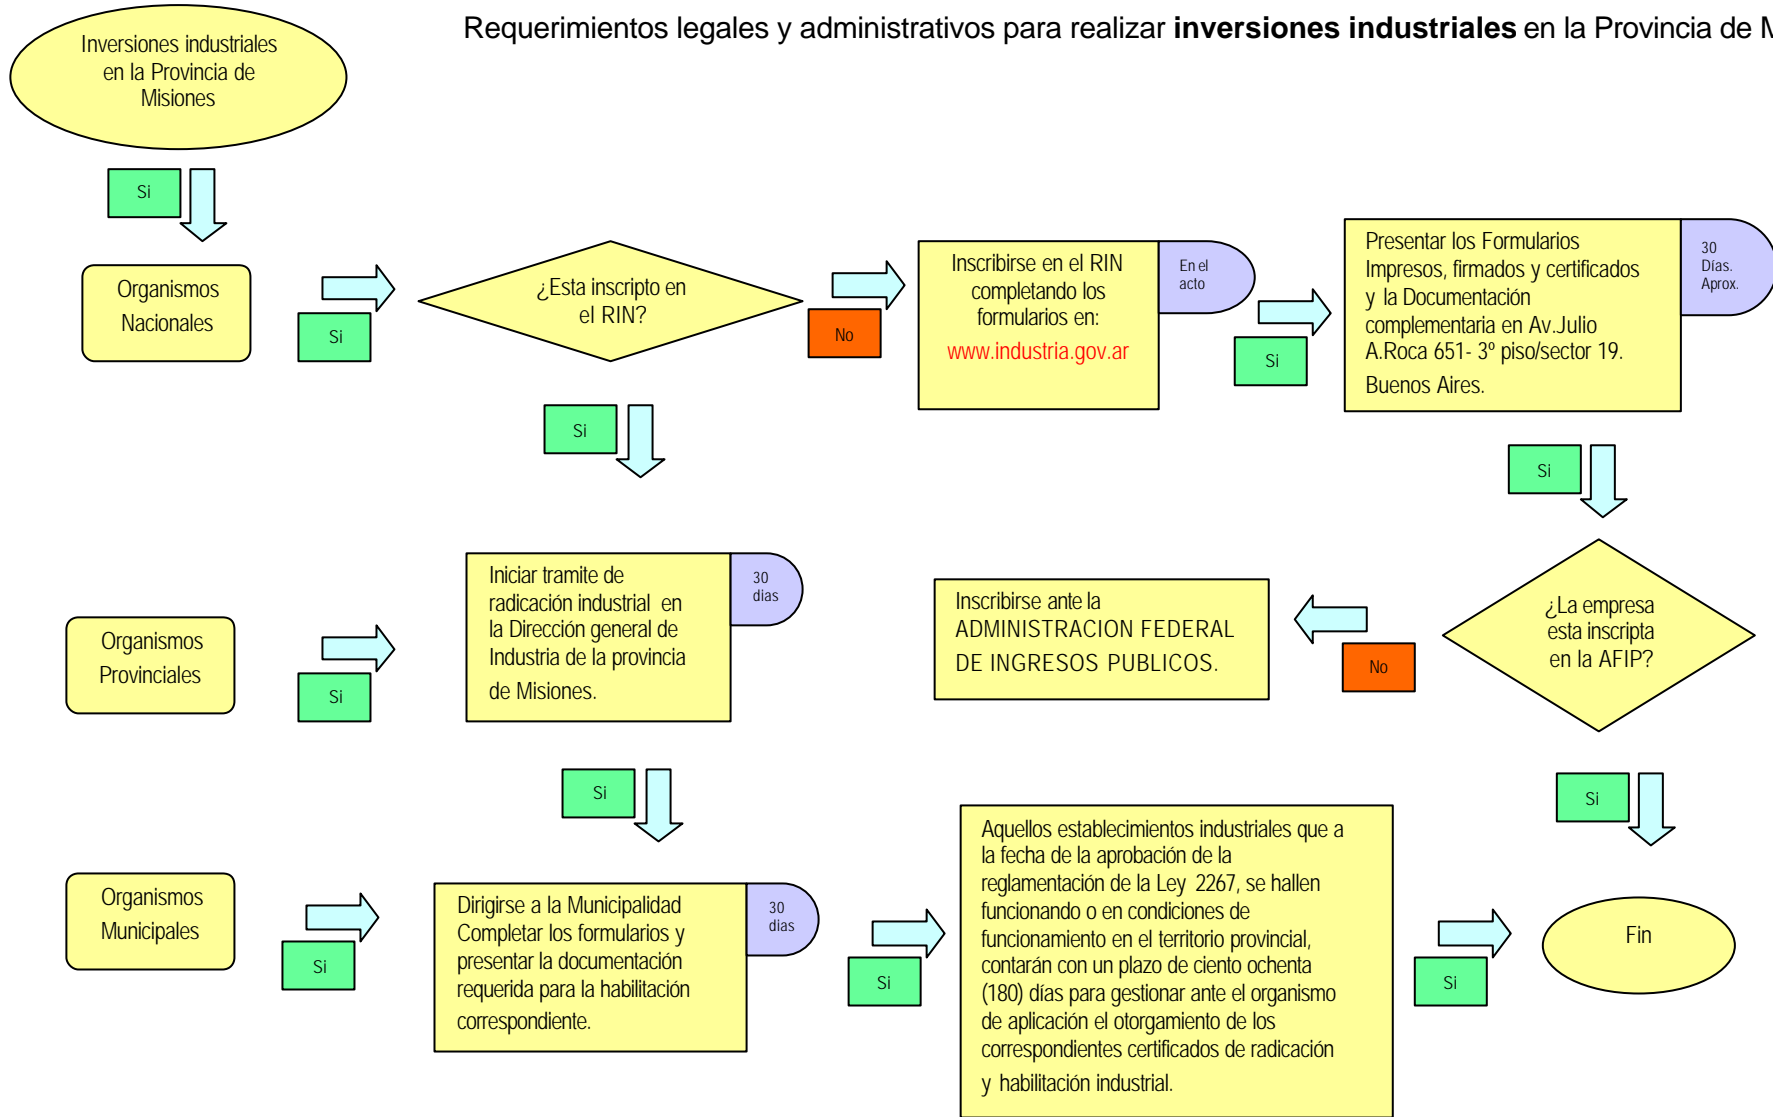 Requerimientos legales y administrativos para realizar inversiones industriales en la Provincia de M
Inversiones industriales
en la Provincia de
Misiones
Si
Organismos
Nacionales
Si
¿Esta inscripto en
el RIN?
No
Inscribirse en el RIN
completando los
formularios en:
www.industria.gov.ar
En el
acto
Si
Presentar los Formularios
Impresos, firmados y certificados
y la Documentación
complementaria en Av.Julio
A.Roca 651- 3º piso/sector 19.
Buenos Aires.
30
Días.
Aprox.
Si
Si
Organismos
Provinciales
Si
Iniciar tramite de
radicación industrial en
la Dirección general de
Industria de la provincia
de Misiones.
30
dias
Inscribirse ante la
ADMINISTRACION FEDERAL
DE INGRESOS PUBLICOS.
No
¿La empresa
esta inscripta
en la AFIP?
Si
Si
Organismos
Municipales
Si
Dirigirse a la Municipalidad
Completar los formularios y
presentar la documentación
requerida para la habilitación
correspondiente.
30
dias
Si
Aquellos establecimientos industriales que a
la fecha de la aprobación de la
reglamentación de la Ley 2267, se hallen
funcionando o en condiciones de
funcionamiento en el territorio provincial,
contarán con un plazo de ciento ochenta
(180) días para gestionar ante el organismo
de aplicación el otorgamiento de los
correspondientes certificados de radicación
y habilitación industrial.
Si
Fin